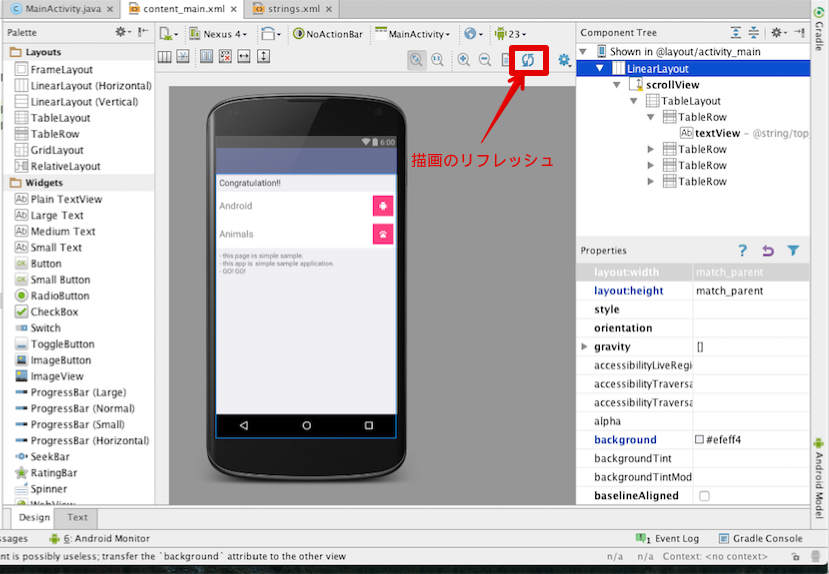 MainActivity.java
content_main.xml
strings.xml
Palette
Nexus 4
NoActionBar
MainActivity
23
Component Tree
Gradle
Layouts
FrameLayout
LinearLayout (Horizontal)
LinearLayout (Vertical)
TableLayout
TableRow
GridLayout
RelativeLayout
Widgets
Plain TextView
Large Text
Medium Text
Small Text
Button
Small Button
RadioButton
CheckBox
Switch
ToggleButton
ImageButton
ImageView
ProgressBar (Large)
ProgressBar (Normal)
ProgressBar (Small)
ProgressBar (Horizontal)
SeekBar
RatingBar
Spinner
WebView
描画のリフレッシュ
6:00
Congratulation!!
Android
Animals
- this page is simple sample.
- this app is simple sample application.
- GO! GO!
Shown in @layout/activity_main
LinearLayout
scrollView
TableLayout
TableRow
Ab textView - @string/top
TableRow
TableRow
TableRow
Properties
layout:width match_parent
layout:height match_parent
style
orientation
gravity []
accessibilityLiveRegi
accessibilityTraversa
accessibilityTraversa
alpha
background #efeff4
backgroundTint
backgroundTintMod
baselineAligned
Android Model
Design Text
ssages
6: Android Monitor
1 Event Log
Gradle Console
nt is possibly useless; transfer the `background` attribute to the other view
n/a n/a Context: <no context>